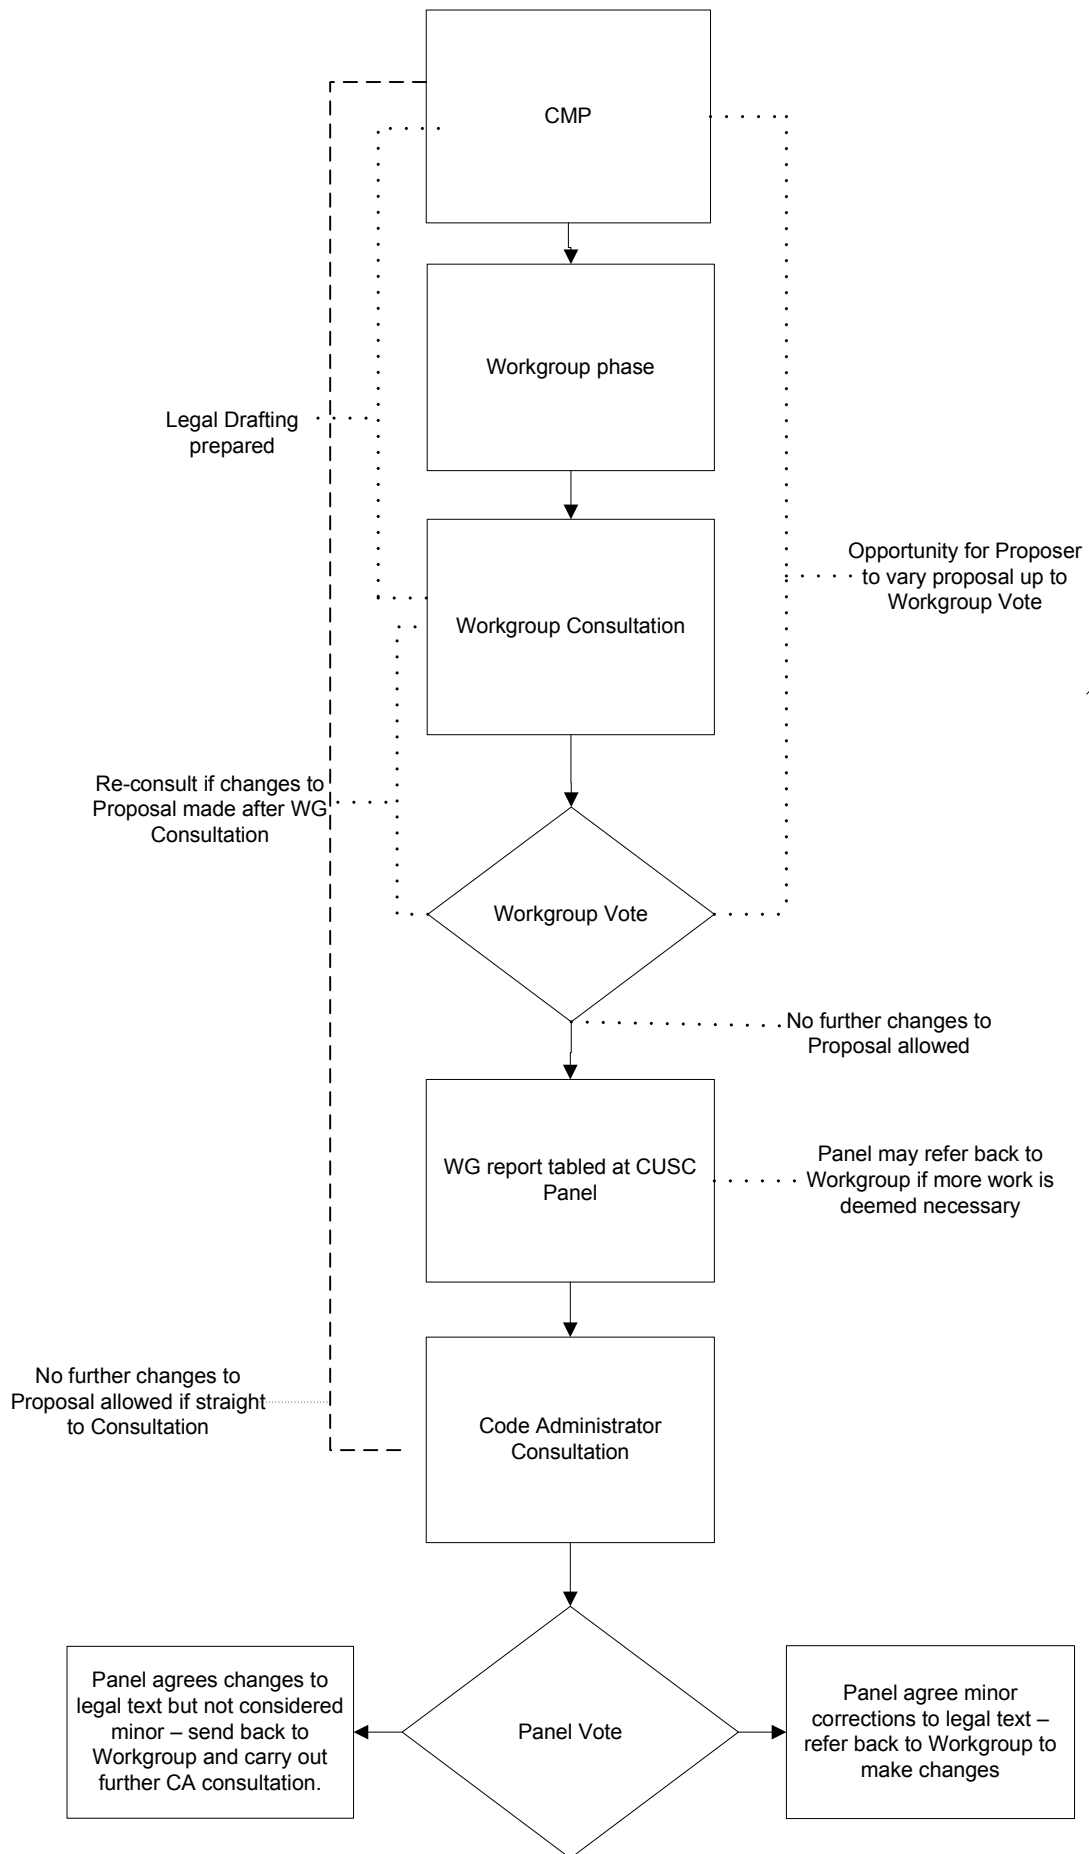 CMP
Workgroup phase
Legal Drafting
prepared
Opportunity for Proposer
to vary proposal up to
Workgroup Vote
Workgroup Consultation
Re-consult if changes to
Proposal made after WG
Consultation
Workgroup Vote
No further changes to
Proposal allowed
WG report tabled at CUSC
Panel
Panel may refer back to
Workgroup if more work is
deemed necessary
No further changes to
Proposal allowed if straight
to Consultation
Code Administrator
Consultation
Panel agrees changes to
legal text but not considered
minor – send back to
Workgroup and carry out
further CA consultation.
Panel Vote
Panel agree minor
corrections to legal text –
refer back to Workgroup to
make changes